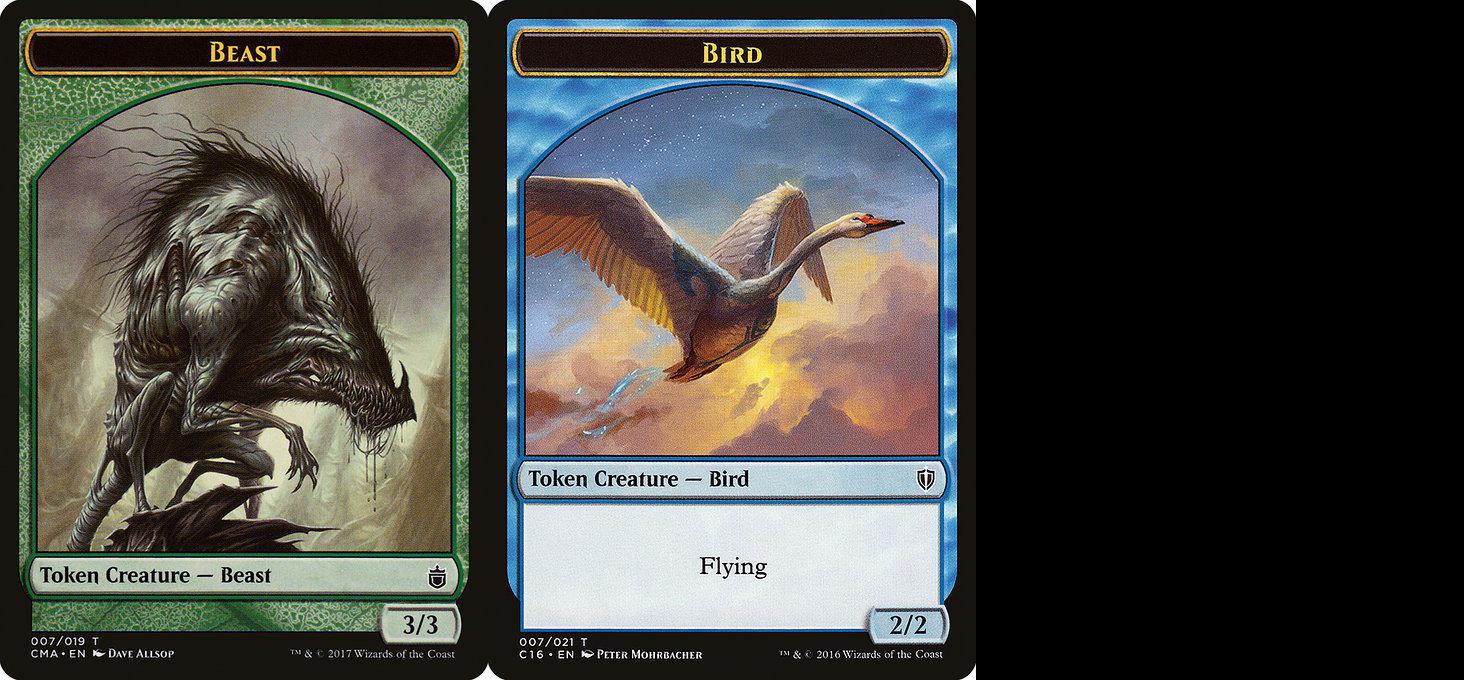 Beast
Token Creature — Beast
3/3
007/019 T
CMA • EN Dave Allsop
™ & © 2017 Wizards of the Coast
Bird
Token Creature — Bird
Flying
2/2
007/021 T
C16 • EN Peter Mohrbacher
™ & © 2016 Wizards of the Coast